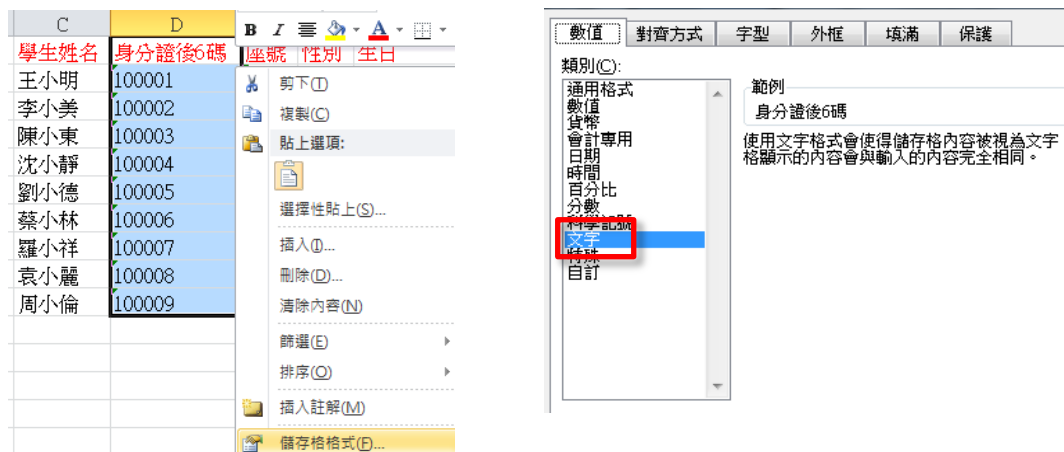 C D
學生姓名 身分證後6碼 座號 性別 生日
王小明 100001
李小美 100002
陳小東 100003
沈小靜 100004
劉小德 100005
蔡小林 100006
羅小祥 100007
袁小麗 100008
周小倫 100009
B I A
剪下(T)
複製(C)
貼上選項:
選擇性貼上(S)...
插入(I)...
刪除(D)...
清除內容(N)
篩選(E)
排序(O)
插入註解(M)
儲存格格式(F)...
數值 對齊方式 字型 外框 填滿 保護
類別(C):
通用格式
數值
貨幣
會計專用
日期
時間
百分比
分數
科學記號
文字
特殊
自訂
範例
身分證後6碼
使用文字格式會使得儲存格內容被視為文字
格顯示的內容會與輸入的內容完全相同。